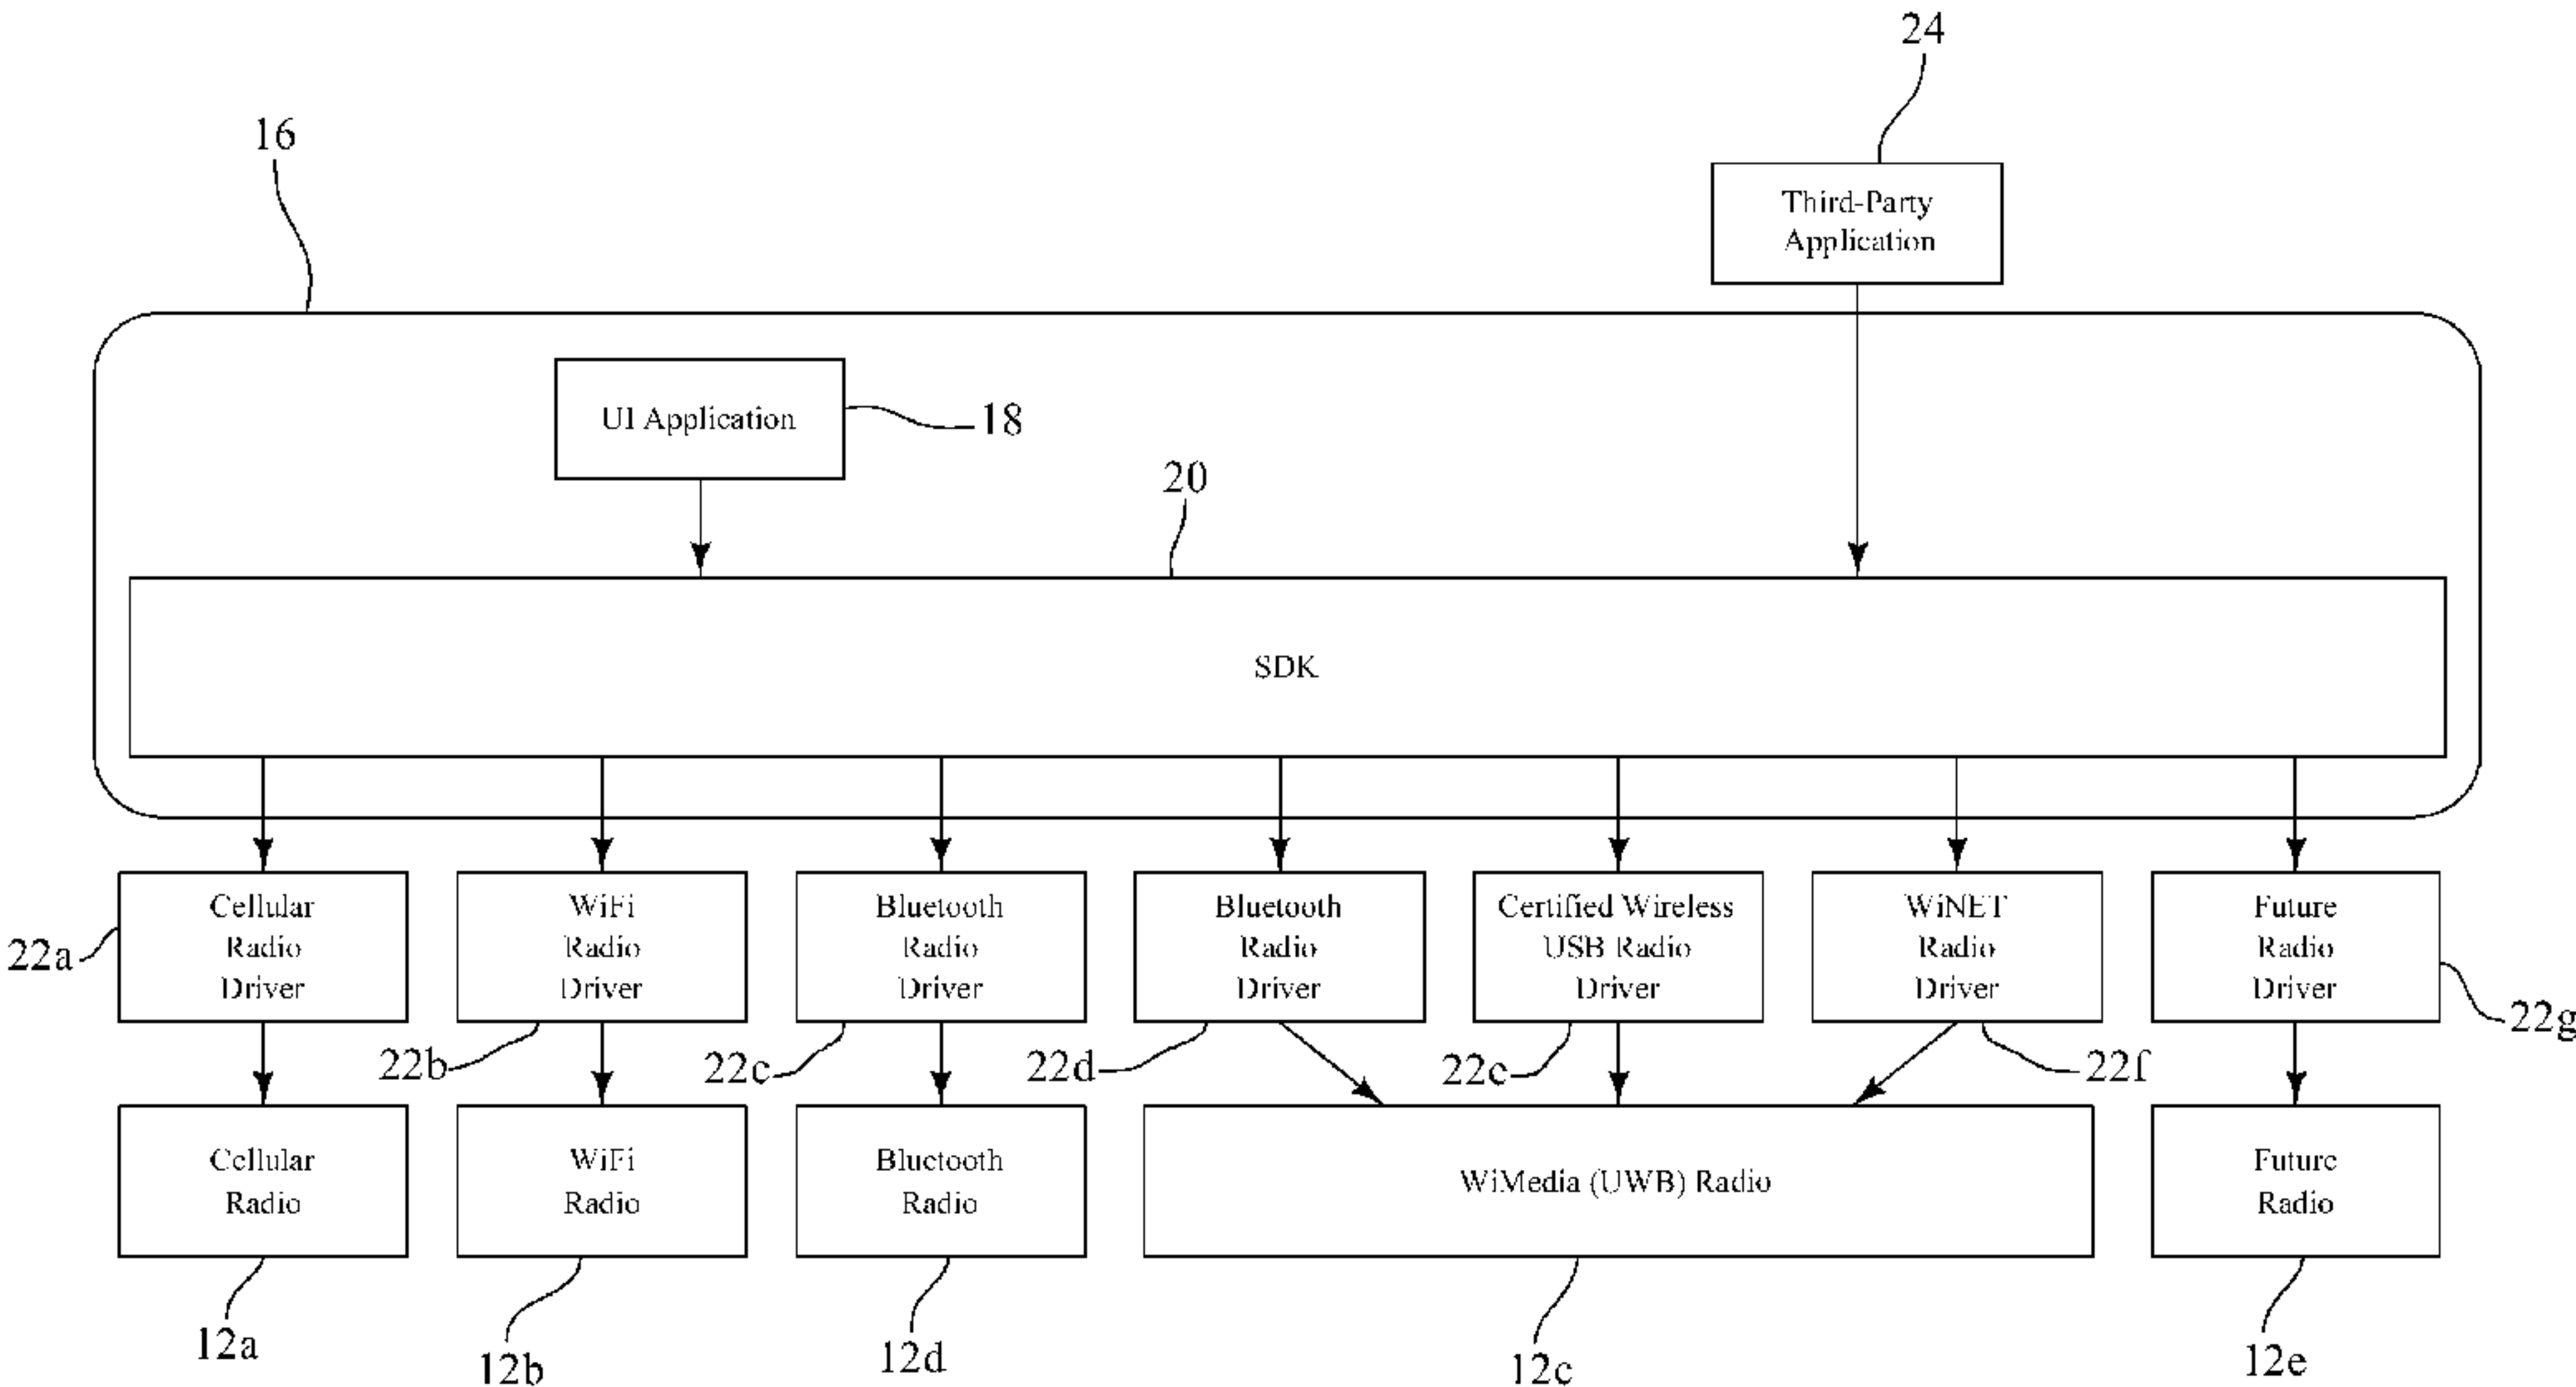 24
16
Third-Party
Application
UI Application
18
20
SDK
Cellular
Radio
Driver
WiFi
Radio
Driver
Bluetooth
Radio
Driver
Bluetooth
Radio
Driver
Certified Wireless
USB Radio
Driver
WiNET
Radio
Driver
Future
Radio
Driver
22a
22b
22c
22d
22e
22f
22g
Cellular
Radio
WiFi
Radio
Bluetooth
Radio
WiMedia (UWB) Radio
Future
Radio
12a
12b
12d
12c
12e